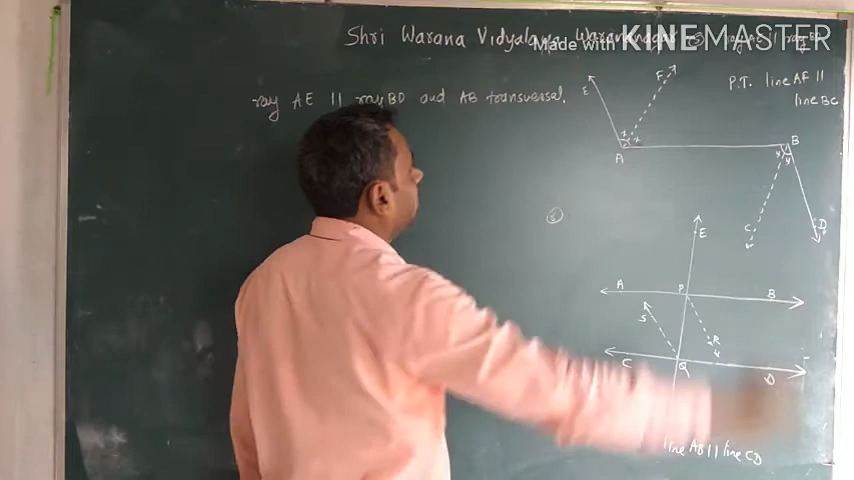 Shri Warana Vidyalaya Warananagar
Made with KINEMASTER
ray AE || ray BD and AB transversal.
P.T. line AF ||
line BC
E
F
x
x
A
B
y
y
C
D
E
A
P
B
S
R
C
Q
D
line AB || line CD